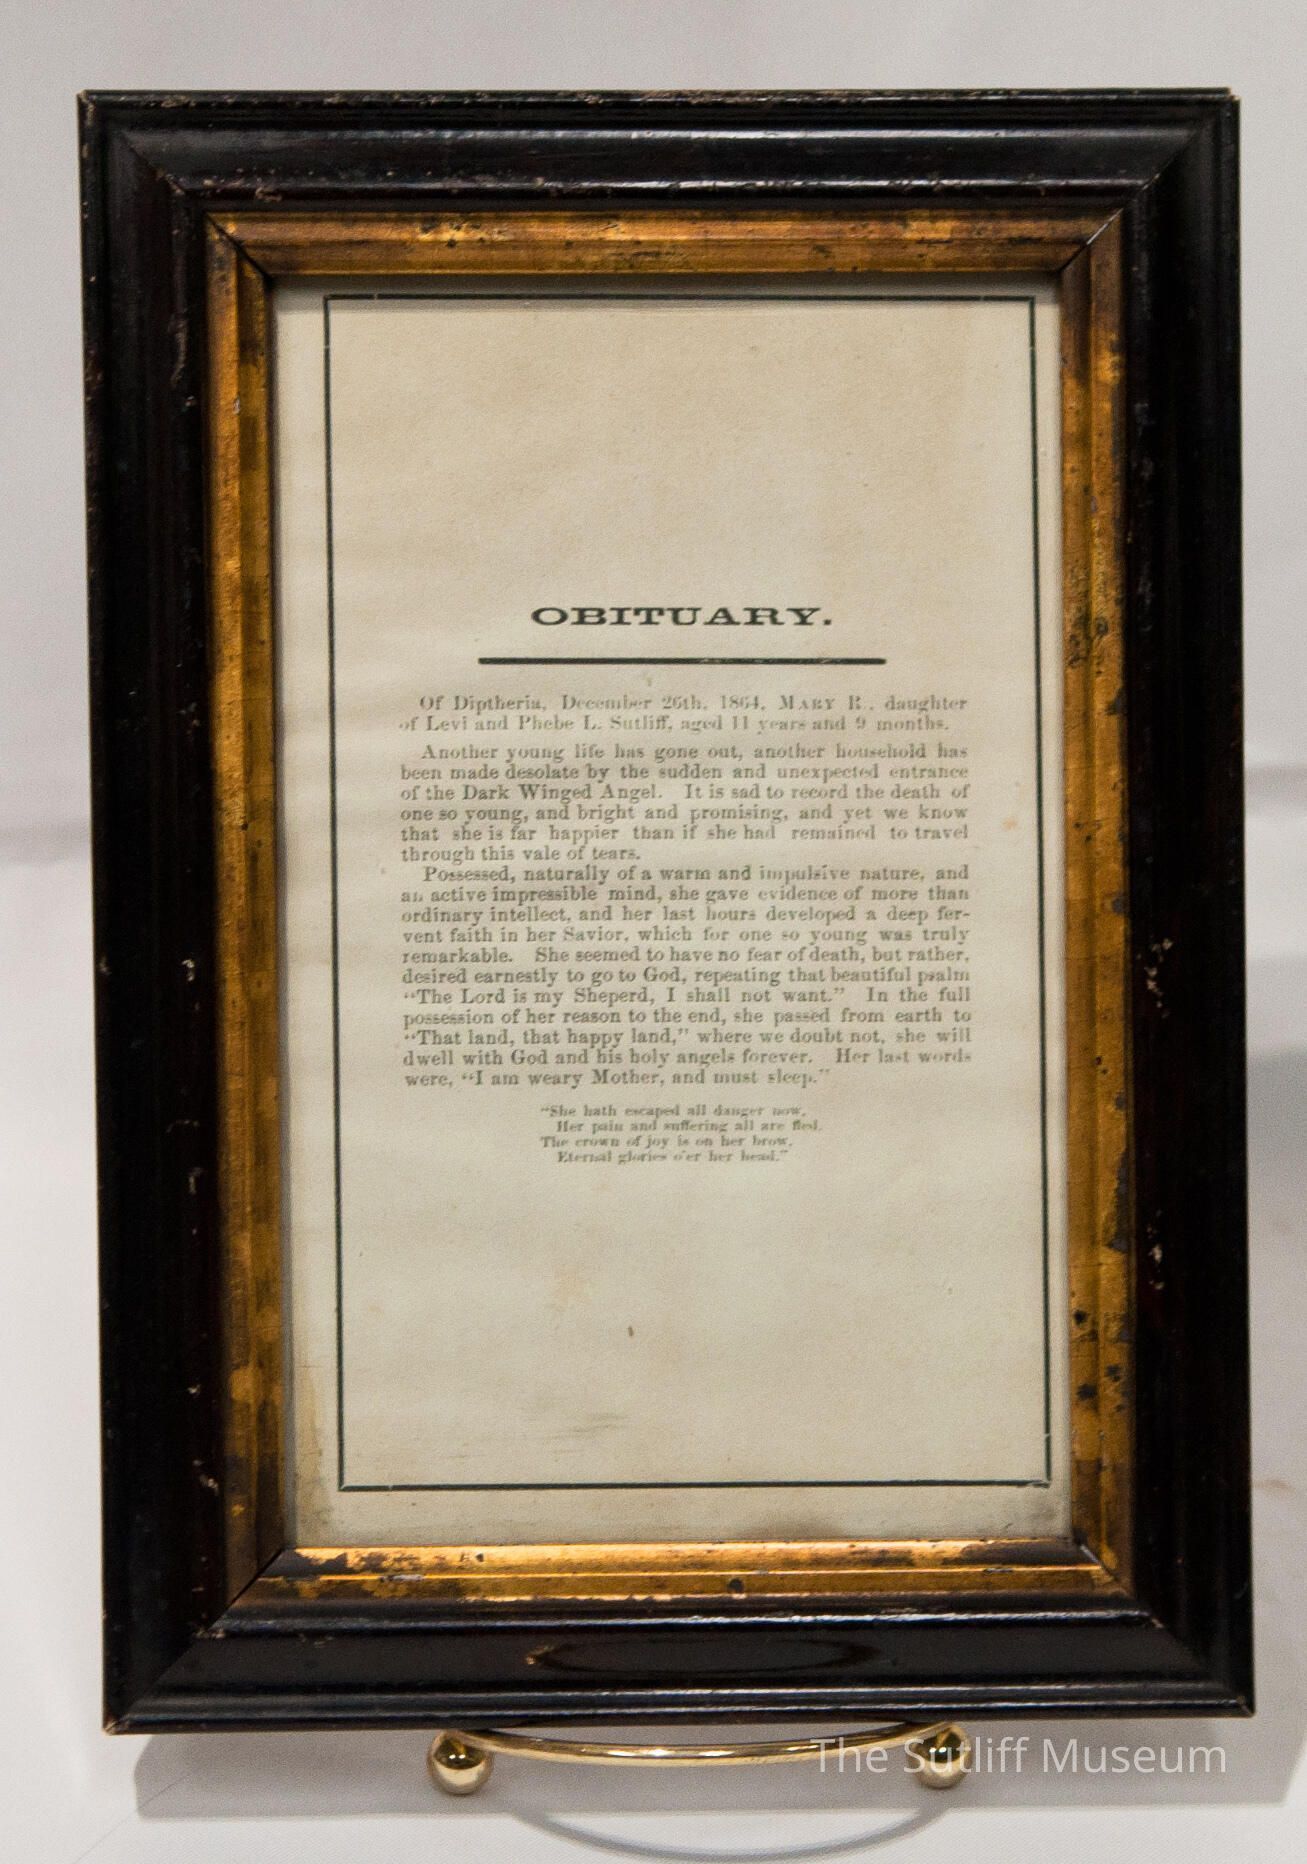 OBITUARY.
Of Diptheria, December 26th, 1864, MARY R., daughter
of Levi and Phebe L. Sutliff, aged 11 years and 9 months.
Another young life has gone out, another household has
been made desolate by the sudden and unexpected entrance
of the Dark Winged Angel. It is sad to record the death of
one so young, and bright and promising, and yet we know
that she is far happier than if she had remained to travel
through this vale of tears.
Possessed, naturally of a warm and impulsive nature, and
an active impressible mind, she gave evidence of more than
ordinary intellect, and her last hours developed a deep fer-
vent faith in her Savior, which for one so young was truly
remarkable. She seemed to have no fear of death, but rather,
desired earnestly to go to God, repeating that beautiful psalm
"The Lord is my Sheperd, I shall not want." In the full
possession of her reason to the end, she passed from earth to
"That land, that happy land," where we doubt not, she will
dwell with God and his holy angels forever. Her last words
were, "I am weary Mother, and must sleep."
"She hath escaped all danger now,
Her pain and suffering all are fled,
The crown of joy is on her brow,
Eternal glories o'er her head."
The Sutliff Museum